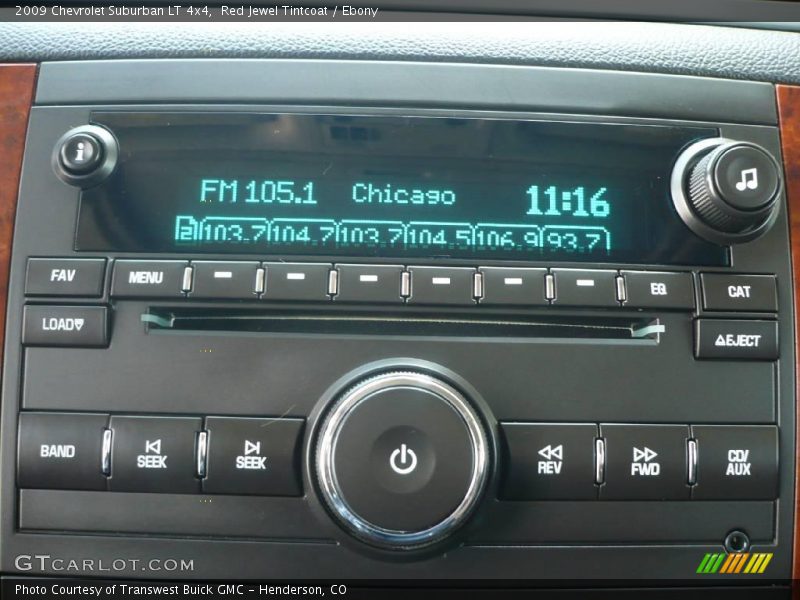 2009 Chevrolet Suburban LT 4x4,  Red Jewel Tintcoat / Ebony
i
FM 105.1 Chicago 11:16
2 103.7 104.7 103.7 104.5 106.9 93.7
FAV MENU EQ CAT
LOAD EJECT
BAND SEEK SEEK REV FWD CD/AUX
GTCARLOT.COM
Photo Courtesy of Transwest Buick GMC - Henderson, CO